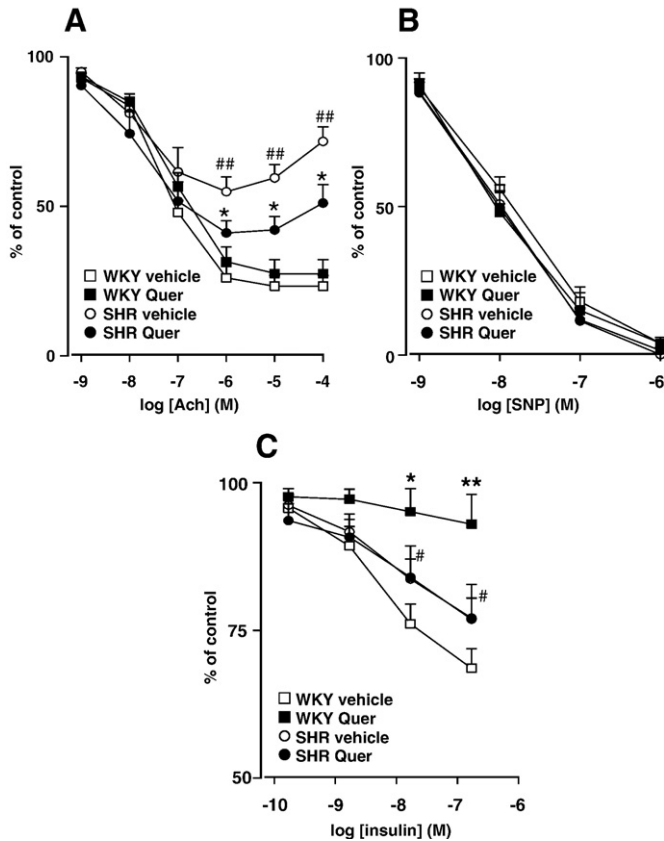 A
100
50
0
% of control
##
##
##
*
*
*
WKY vehicle
WKY Quer
SHR vehicle
SHR Quer
-9 -8 -7 -6 -5 -4
log [Ach] (M)
B
100
50
0
% of control
WKY vehicle
WKY Quer
SHR vehicle
SHR Quer
-9 -8 -7 -6
log [SNP] (M)
C
100
75
50
% of control
*
**
#
#
WKY vehicle
WKY Quer
SHR vehicle
SHR Quer
-10 -9 -8 -7 -6
log [insulin] (M)